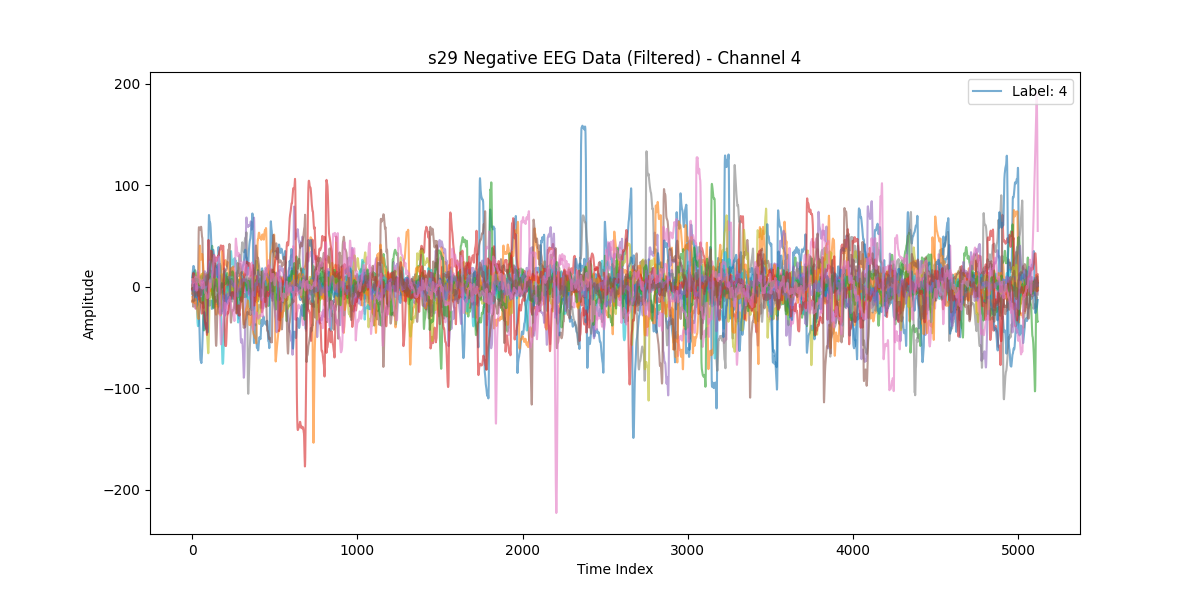 s29 Negative EEG Data (Filtered) - Channel 4
Label: 4
200
100
0
−100
−200
Amplitude
0 1000 2000 3000 4000 5000
Time Index